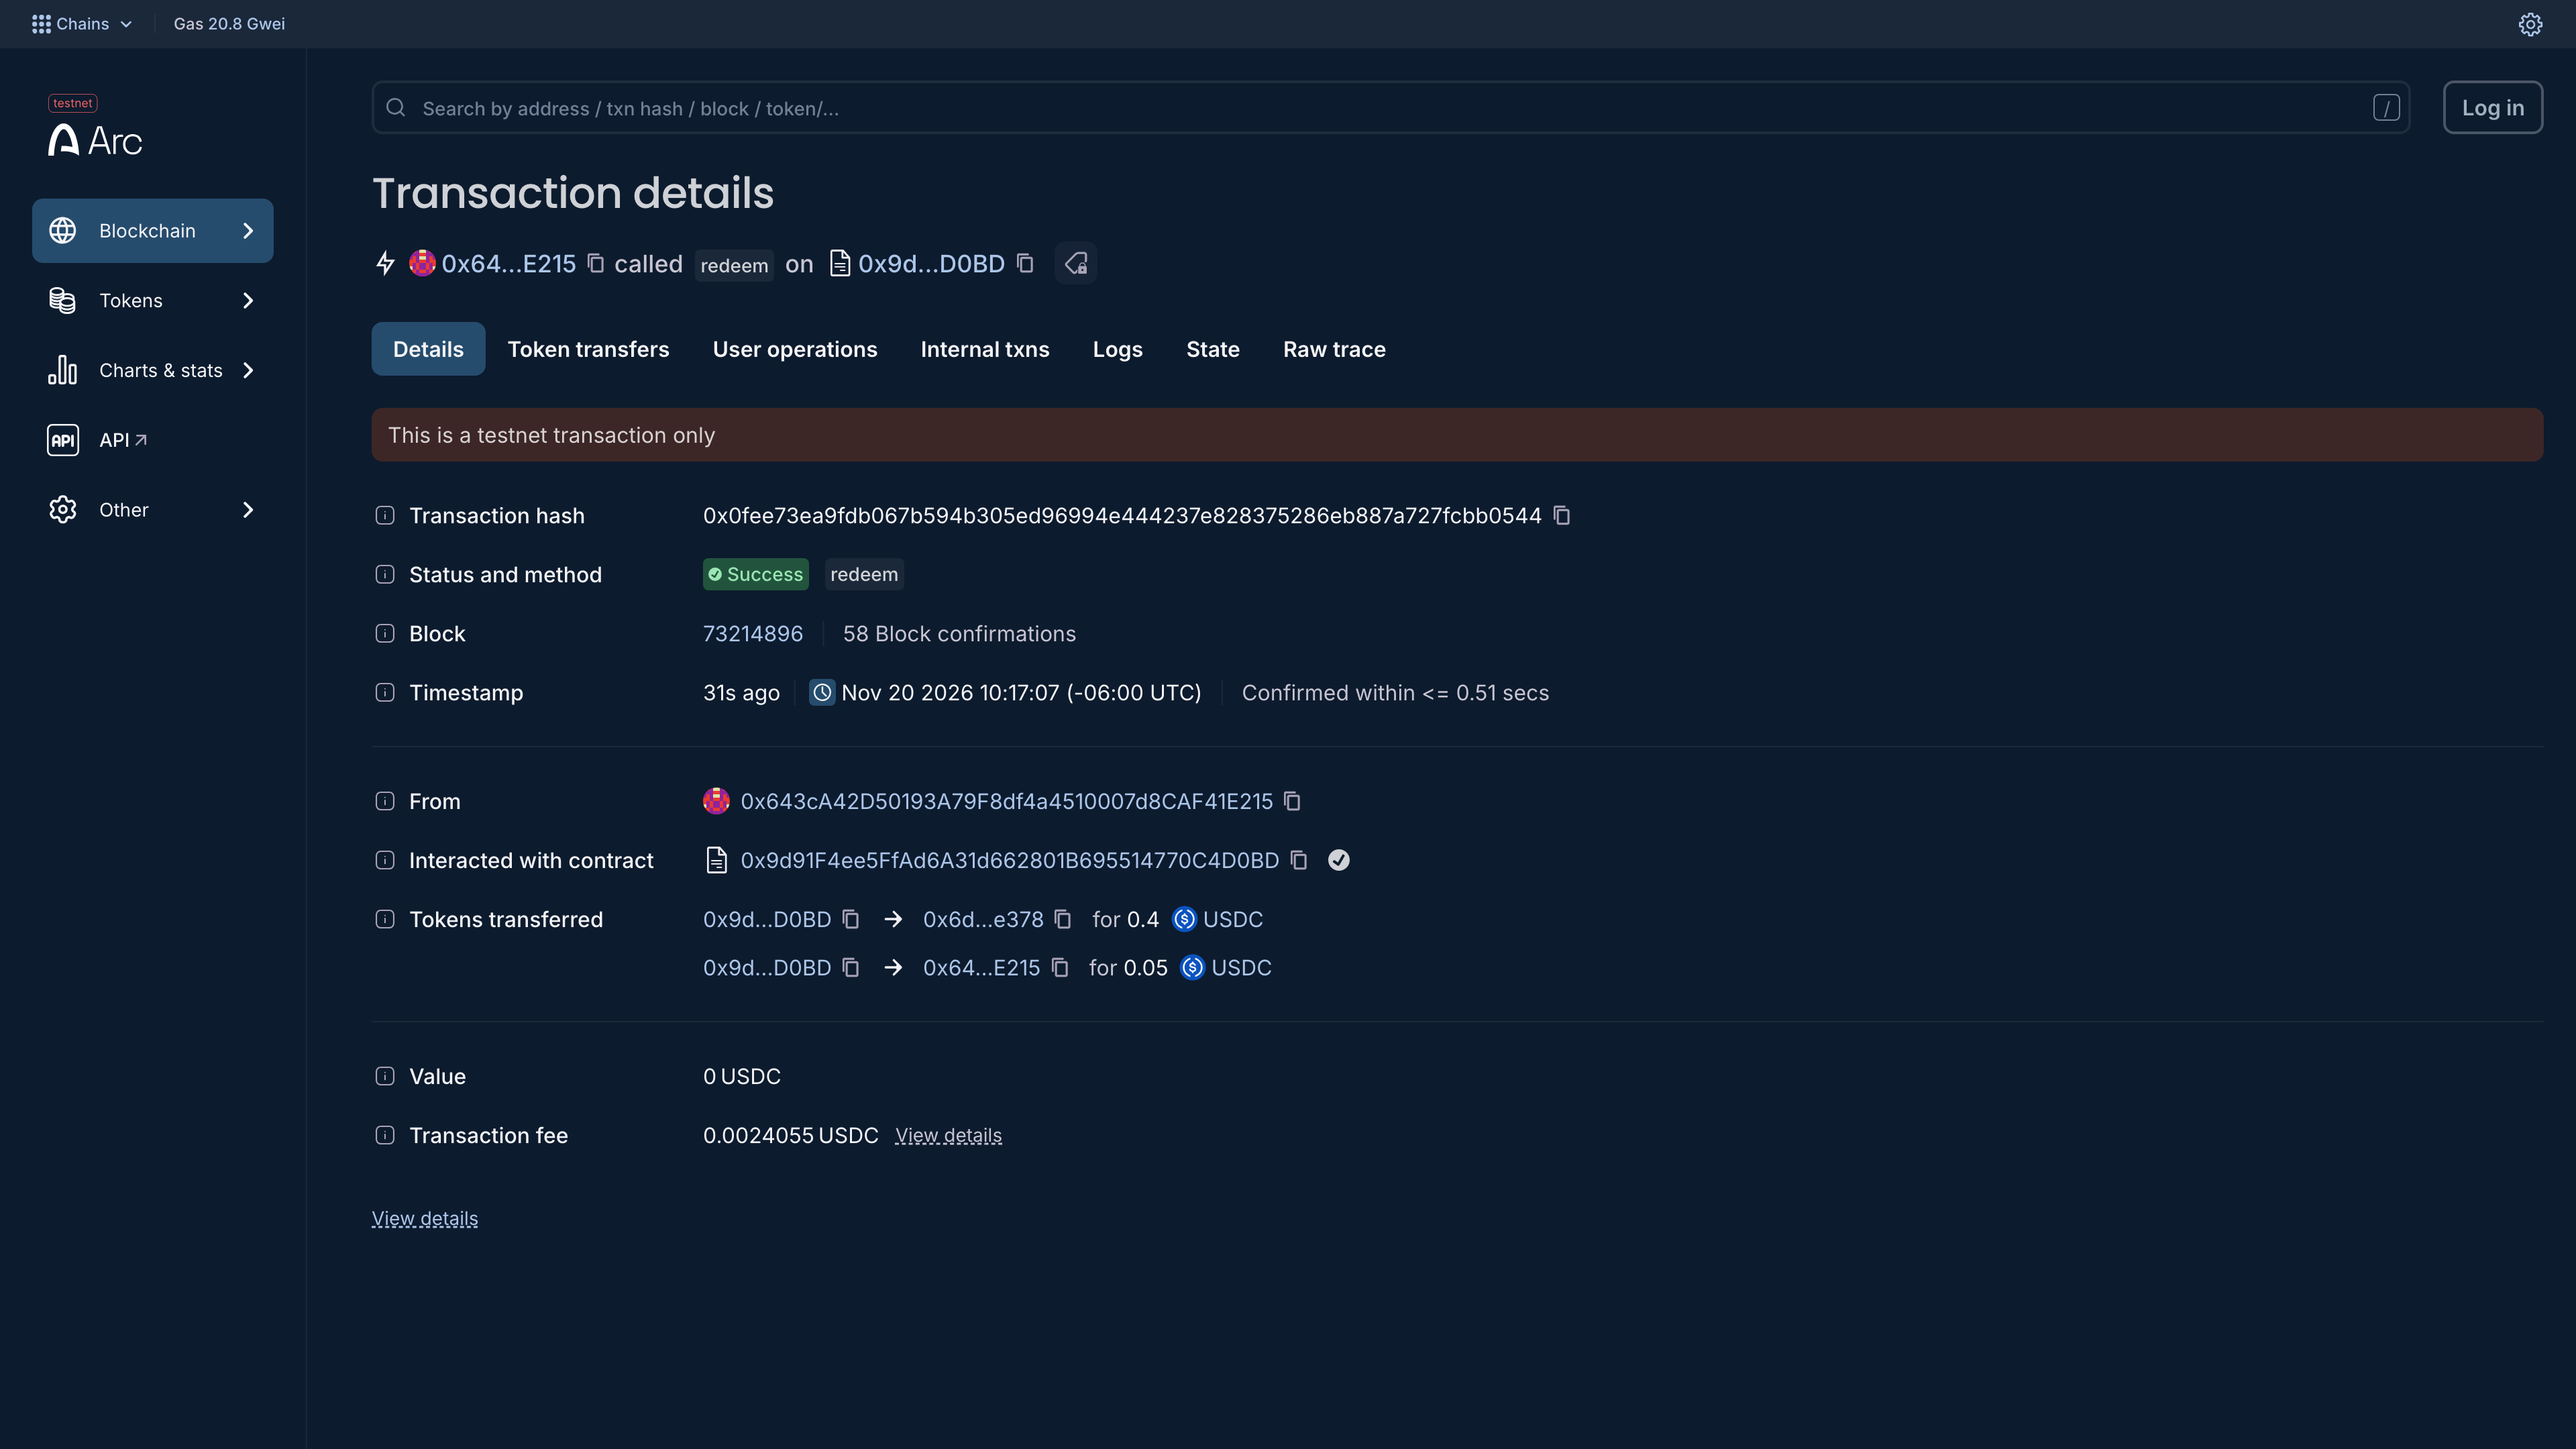 Chains Gas 20.8 Gwei
testnet
Arc
Search by address / txn hash / block / token/... /
Log in
Blockchain
Tokens
Charts & stats
API API
Other
Transaction details
0x64...E215 called redeem on 0x9d...D0BD
Details Token transfers User operations Internal txns Logs State Raw trace
This is a testnet transaction only
Transaction hash 0x0fee73ea9fdb067b594b305ed96994e444237e828375286eb887a727fcbb0544
Status and method Success redeem
Block 73214896 58 Block confirmations
Timestamp 31s ago Nov 20 2026 10:17:07 (-06:00 UTC) Confirmed within <= 0.51 secs
From 0x643cA42D50193A79F8df4a4510007d8CAF41E215
Interacted with contract 0x9d91F4ee5FfAd6A31d662801B695514770C4D0BD
Tokens transferred 0x9d...D0BD → 0x6d...e378 for 0.4 USDC
0x9d...D0BD → 0x64...E215 for 0.05 USDC
Value 0 USDC
Transaction fee 0.0024055 USDC View details
View details